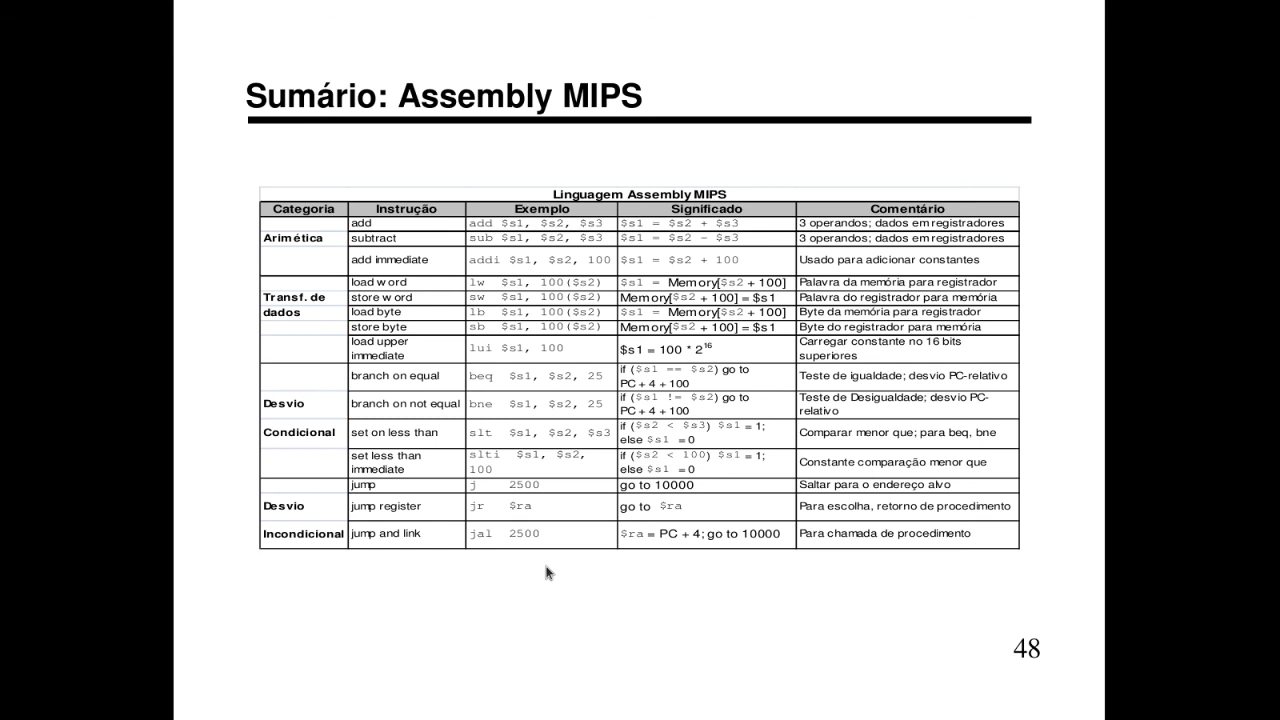 Sumário: Assembly MIPS
Linguagem Assembly MIPS
Categoria Instrução Exemplo Significado Comentário
add add $s1, $s2, $s3 $s1 = $s2 + $s3 3 operandos; dados em registradores
Arimética subtract sub $s1, $s2, $s3 $s1 = $s2 - $s3 3 operandos; dados em registradores
add immediate addi $s1, $s2, 100 $s1 = $s2 + 100 Usado para adicionar constantes
load word lw $s1, 100($s2) $s1 = Memory[$s2 + 100] Palavra da memória para registrador
Transf. de store word sw $s1, 100($s2) Memory[$s2 + 100] = $s1 Palavra do registrador para memória
dados load byte lb $s1, 100($s2) $s1 = Memory[$s2 + 100] Byte da memória para registrador
store byte sb $s1, 100($s2) Memory[$s2 + 100] = $s1 Byte do registrador para memória
load upper
immediate
lui $s1, 100
$s1 = 100 * 2¹⁶
Carregar constante no 16 bits
superiores
branch on equal
beq $s1, $s2, 25
if ($s1 == $s2) go to
PC + 4 + 100
Teste de igualdade; desvio PC-relativo
Desvio
branch on not equal
bne $s1, $s2, 25
if ($s1 != $s2) go to
PC + 4 + 100
Teste de Desigualdade; desvio PC-
relativo
Condicional
set on less than
slt $s1, $s2, $s3
if ($s2 < $s3) $s1 = 1;
else $s1 = 0
Comparar menor que; para beq, bne
set less than
immediate
slti $s1, $s2,
100
if ($s2 < 100) $s1 = 1;
else $s1 = 0
Constante comparação menor que
jump j 2500 go to 10000 Saltar para o endereço alvo
Desvio jump register jr $ra go to $ra Para escolha, retorno de procedimento
Incondicional jump and link jal 2500 $ra = PC + 4; go to 10000 Para chamada de procedimento
48